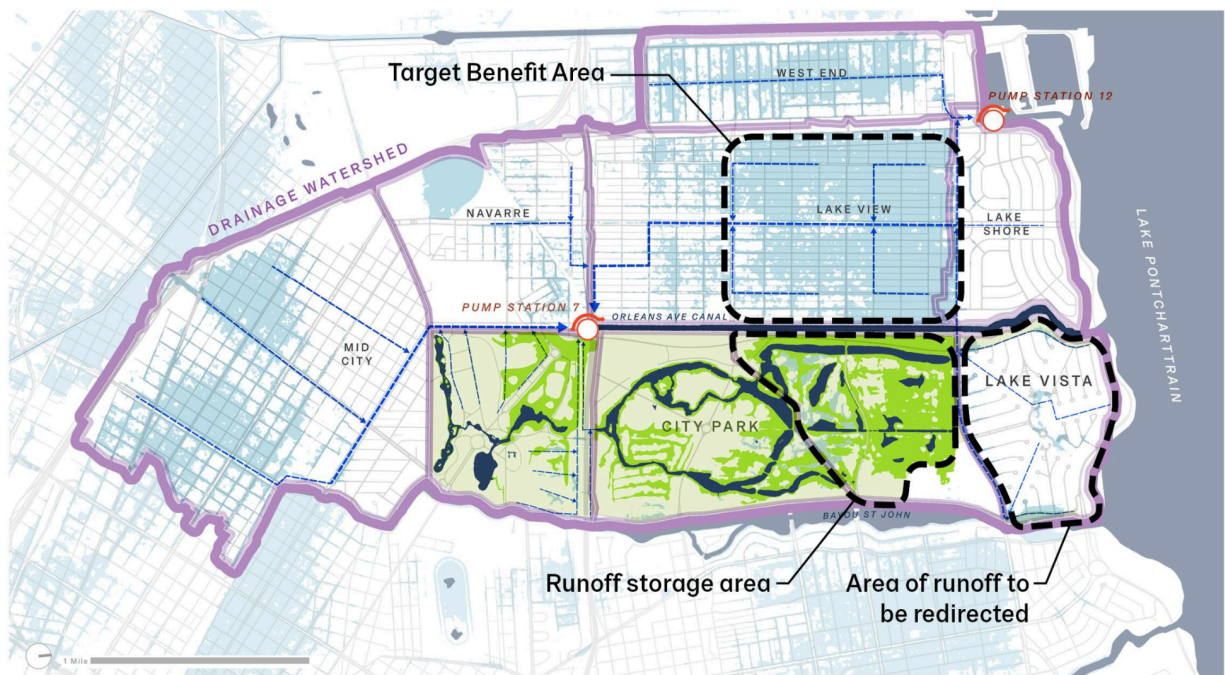 WEST END
Target Benefit Area
PUMP STATION 12
DRAINAGE WATERSHED
NAVARRE
LAKE VIEW
LAKE
SHORE
LAKE PONTCHARTTRAIN
PUMP STATION 7
ORLEANS AVE CANAL
MID
CITY
LAKE VISTA
CITY PARK
BAYOU ST JOHN
Runoff storage area
Area of runoff to
be redirected
1 Mile